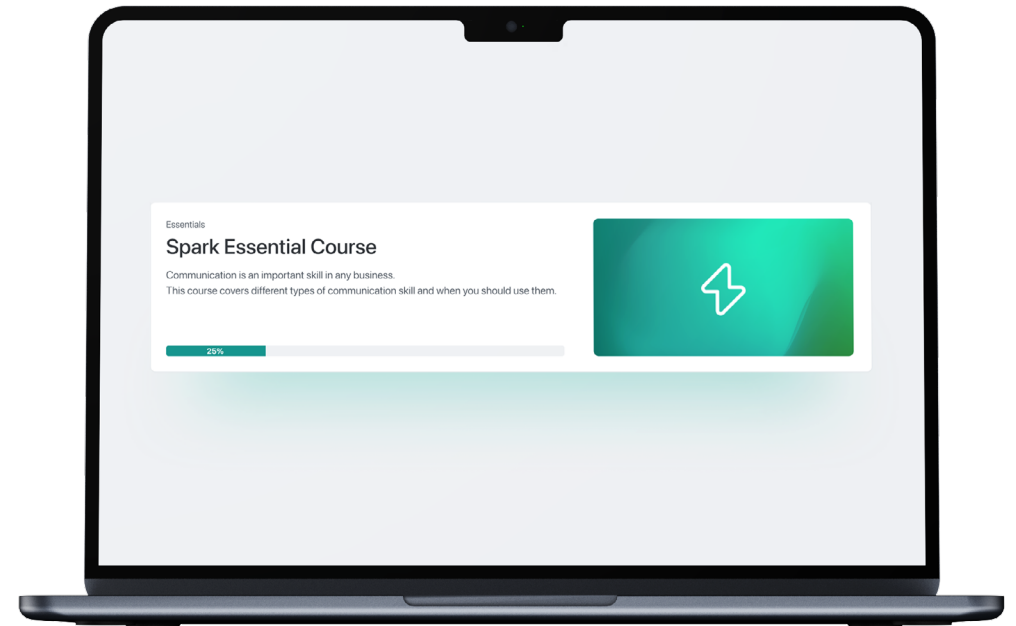 Essentials
Spark Essential Course
Communication is an important skill in any business.
This course covers different types of communication skill and when you should use them.
25%